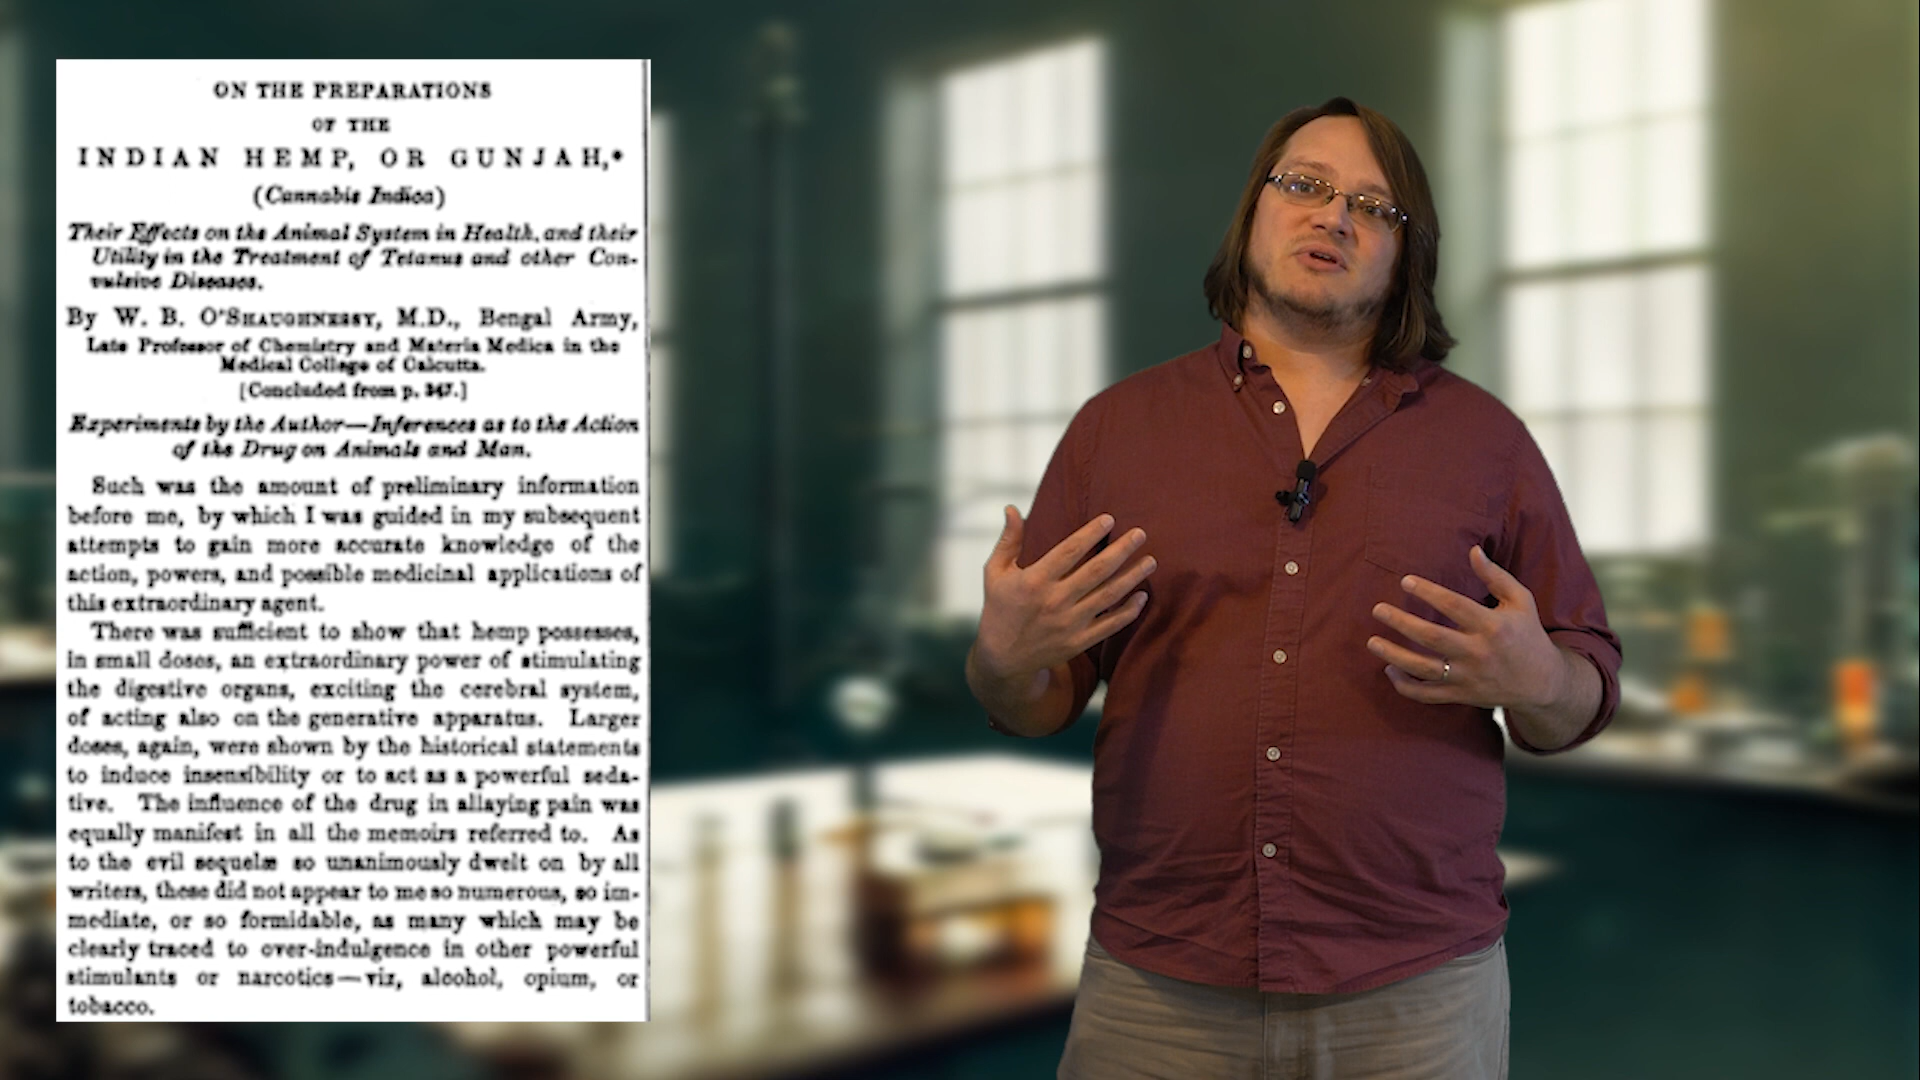 ON THE PREPARATIONS
OF THE
INDIAN HEMP, OR GUNJAH,*
(Cannabis Indica)
Their Effects on the Animal System in Health, and their
Utility in the Treatment of Tetanus and other Con-
vulsive Diseases.
By W. B. O'SHAUGHNESSY, M.D., Bengal Army,
Late Professor of Chemistry and Materia Medica in the
Medical College of Calcutta.
[Concluded from p. 347.]
Experiments by the Author—Inferences as to the Action
of the Drug on Animals and Man.
Such was the amount of preliminary information
before me, by which I was guided in my subsequent
attempts to gain more accurate knowledge of the
action, powers, and possible medicinal applications of
this extraordinary agent.
There was sufficient to show that hemp possesses,
in small doses, an extraordinary power of stimulating
the digestive organs, exciting the cerebral system,
of acting also on the generative apparatus. Larger
doses, again, were shown by the historical statements
to induce insensibility or to act as a powerful seda-
tive. The influence of the drug in allaying pain was
equally manifest in all the memoirs referred to. As
to the evil sequelæ so unanimously dwelt on by all
writers, these did not appear to me so numerous, so im-
mediate, or so formidable, as many which may be
clearly traced to over-indulgence in other powerful
stimulants or narcotics—viz, alcohol, opium, or
tobacco.